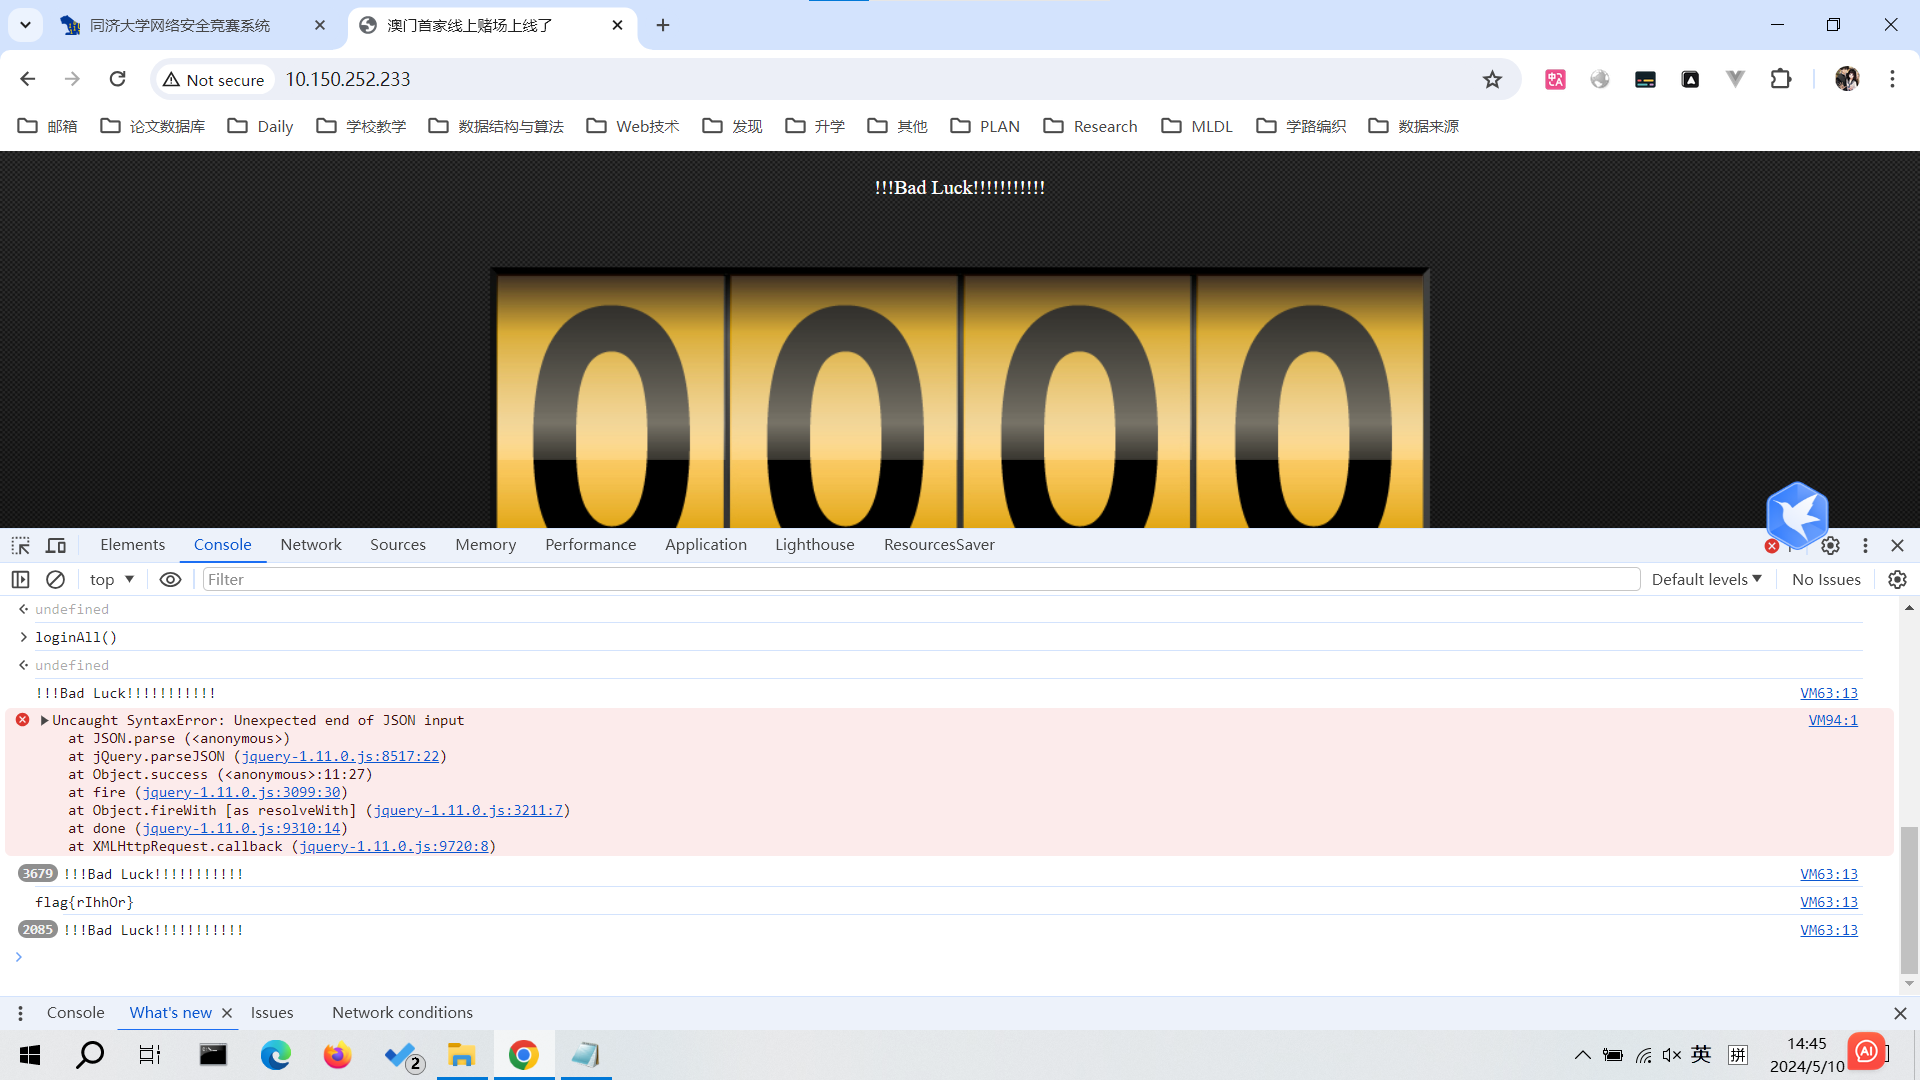 同济大学网络安全竞赛系统
澳门首家线上赌场上线了
Not secure
10.150.252.233
邮箱
论文数据库
Daily
学校教学
数据结构与算法
Web技术
发现
升学
其他
PLAN
Research
MLDL
学路编织
数据来源
!!!Bad Luck!!!!!!!!!!!
0 0 0 0
Elements Console Network Sources Memory Performance Application Lighthouse ResourcesSaver
top Filter Default levels No Issues
undefined
loginAll()
undefined
!!!Bad Luck!!!!!!!!!!! VM63:13
Uncaught SyntaxError: Unexpected end of JSON input VM94:1
at JSON.parse (<anonymous>)
at jQuery.parseJSON (jquery-1.11.0.js:8517:22)
at Object.success (<anonymous>:11:27)
at fire (jquery-1.11.0.js:3099:30)
at Object.fireWith [as resolveWith] (jquery-1.11.0.js:3211:7)
at done (jquery-1.11.0.js:9310:14)
at XMLHttpRequest.callback (jquery-1.11.0.js:9720:8)
3679 !!!Bad Luck!!!!!!!!!!! VM63:13
flag{rIhhOr} VM63:13
2085 !!!Bad Luck!!!!!!!!!!! VM63:13
Console What's new Issues Network conditions
2
英
拼
14:45
2024/5/10
AI